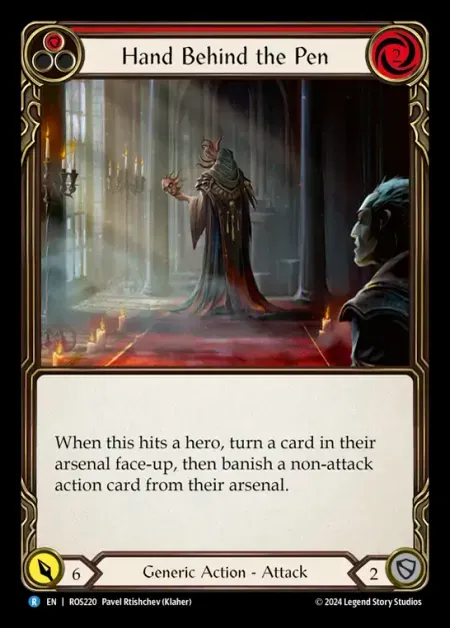 Hand Behind the Pen
2
When this hits a hero, turn a card in their
arsenal face-up, then banish a non-attack
action card from their arsenal.
6
Generic Action - Attack
2
R EN | ROS220 Pavel Rtishchev (Klaher)
© 2024 Legend Story Studios